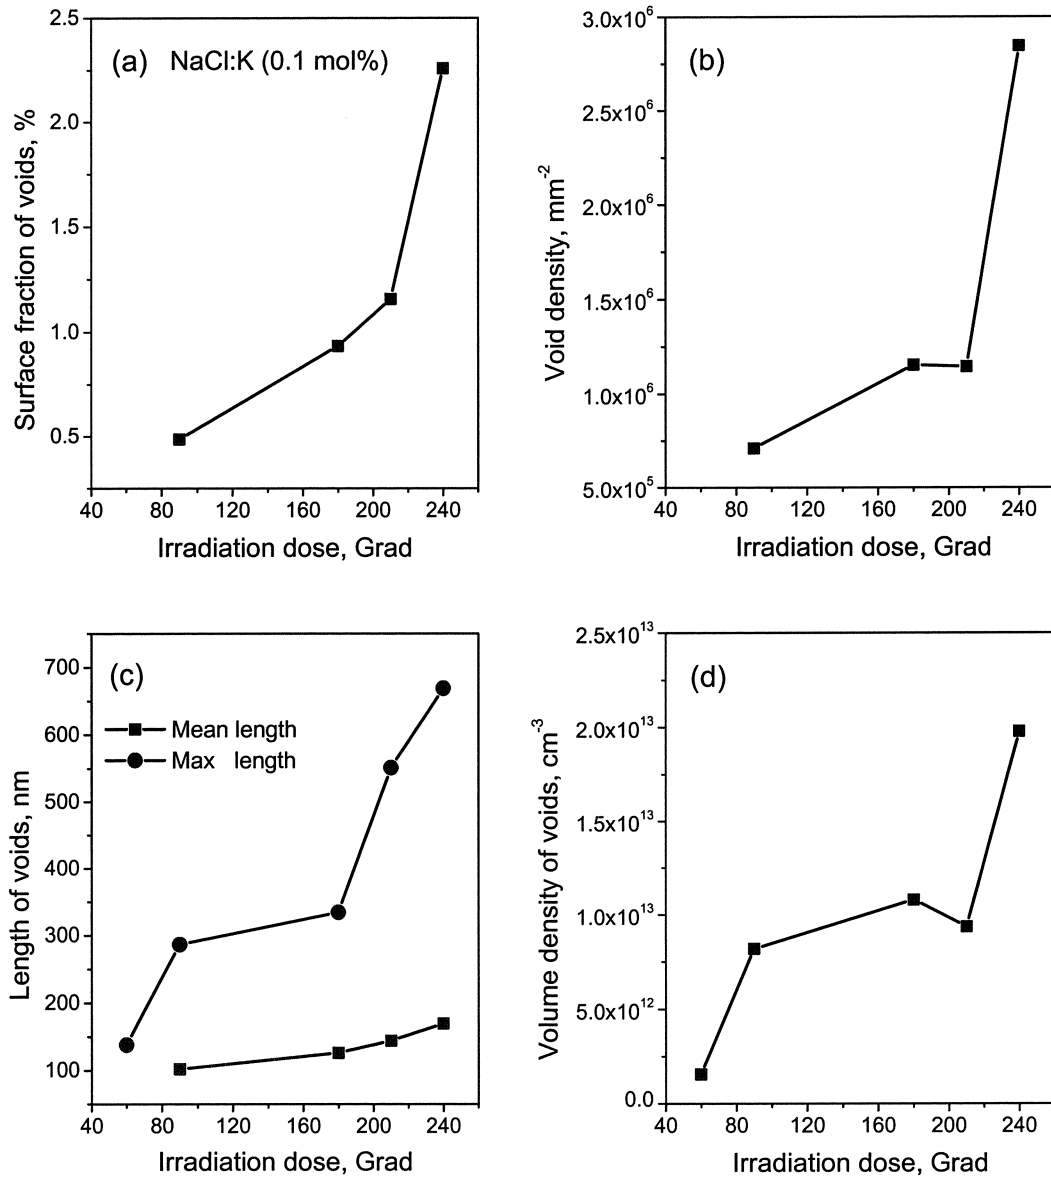 (a) NaCl:K (0.1 mol%)
Surface fraction of voids, %
2.5
2.0
1.5
1.0
0.5
40 80 120 160 200 240
Irradiation dose, Grad
(b)
Void density, mm-2
3.0x10^6
2.5x10^6
2.0x10^6
1.5x10^6
1.0x10^6
5.0x10^5
40 80 120 160 200 240
Irradiation dose, Grad
(c)
Mean length
Max length
Length of voids, nm
700
600
500
400
300
200
100
40 80 120 160 200 240
Irradiation dose, Grad
(d)
Volume density of voids, cm-3
2.5x10^13
2.0x10^13
1.5x10^13
1.0x10^13
5.0x10^12
0.0
40 80 120 160 200 240
Irradiation dose, Grad